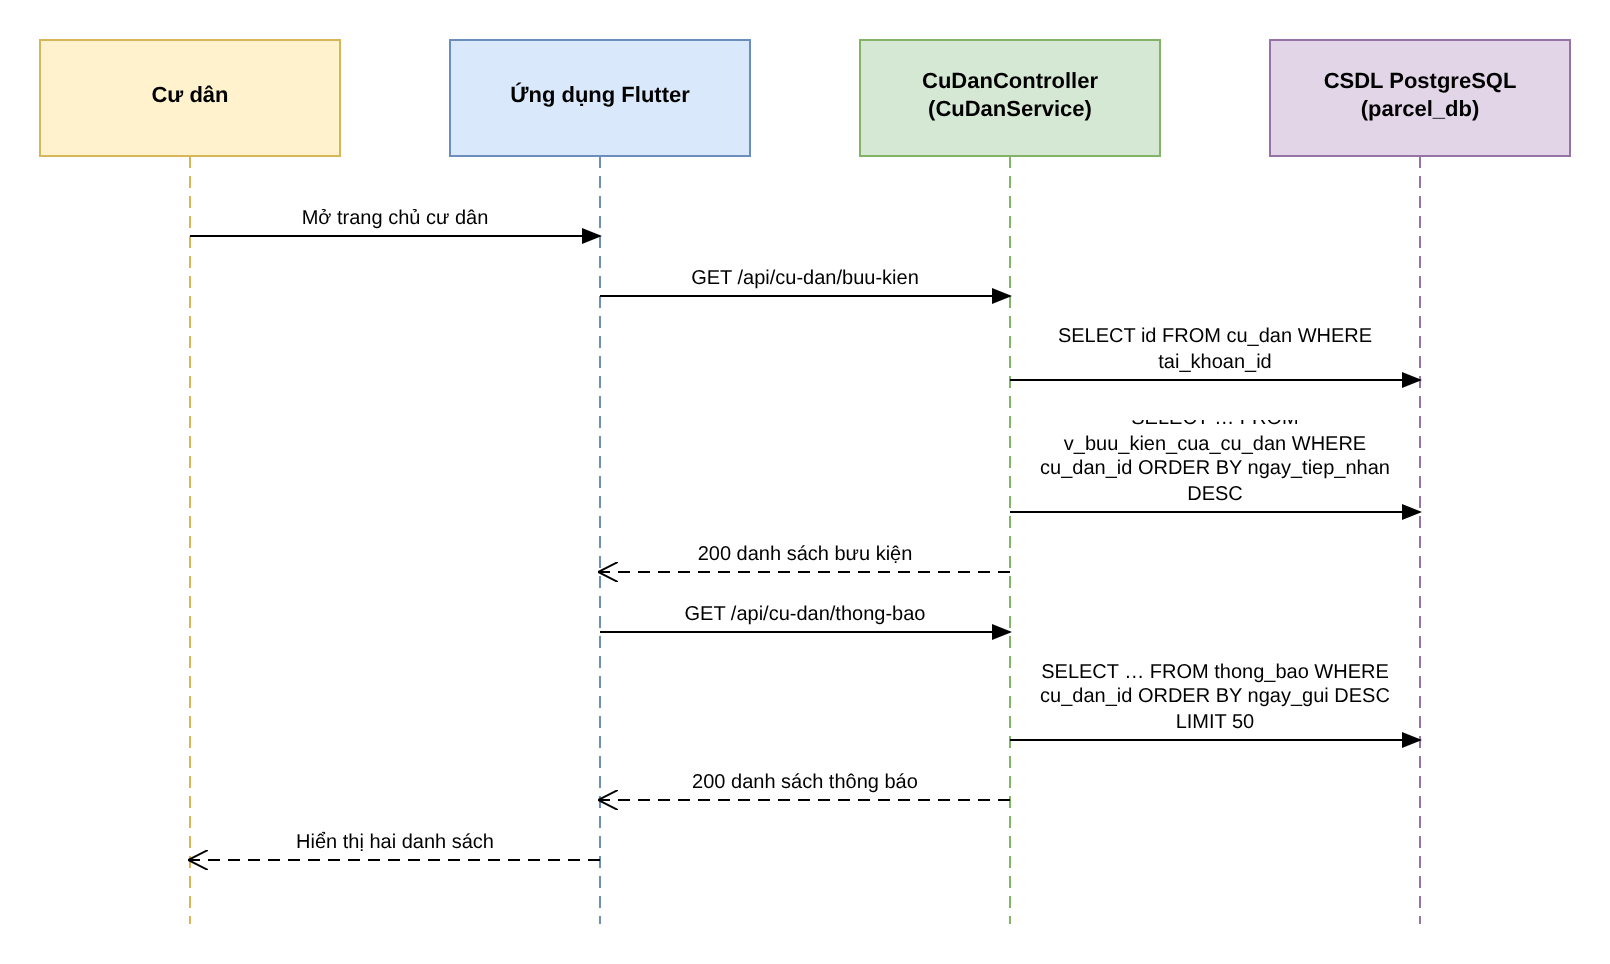 Cư dân
Ứng dụng Flutter
CuDanController
(CuDanService)
CSDL PostgreSQL
(parcel_db)
Mở trang chủ cư dân
GET /api/cu-dan/buu-kien
SELECT id FROM cu_dan WHERE
tai_khoan_id
SELECT … FROM
v_buu_kien_cua_cu_dan WHERE
cu_dan_id ORDER BY ngay_tiep_nhan
DESC
200 danh sách bưu kiện
GET /api/cu-dan/thong-bao
SELECT … FROM thong_bao WHERE
cu_dan_id ORDER BY ngay_gui DESC
LIMIT 50
200 danh sách thông báo
Hiển thị hai danh sách